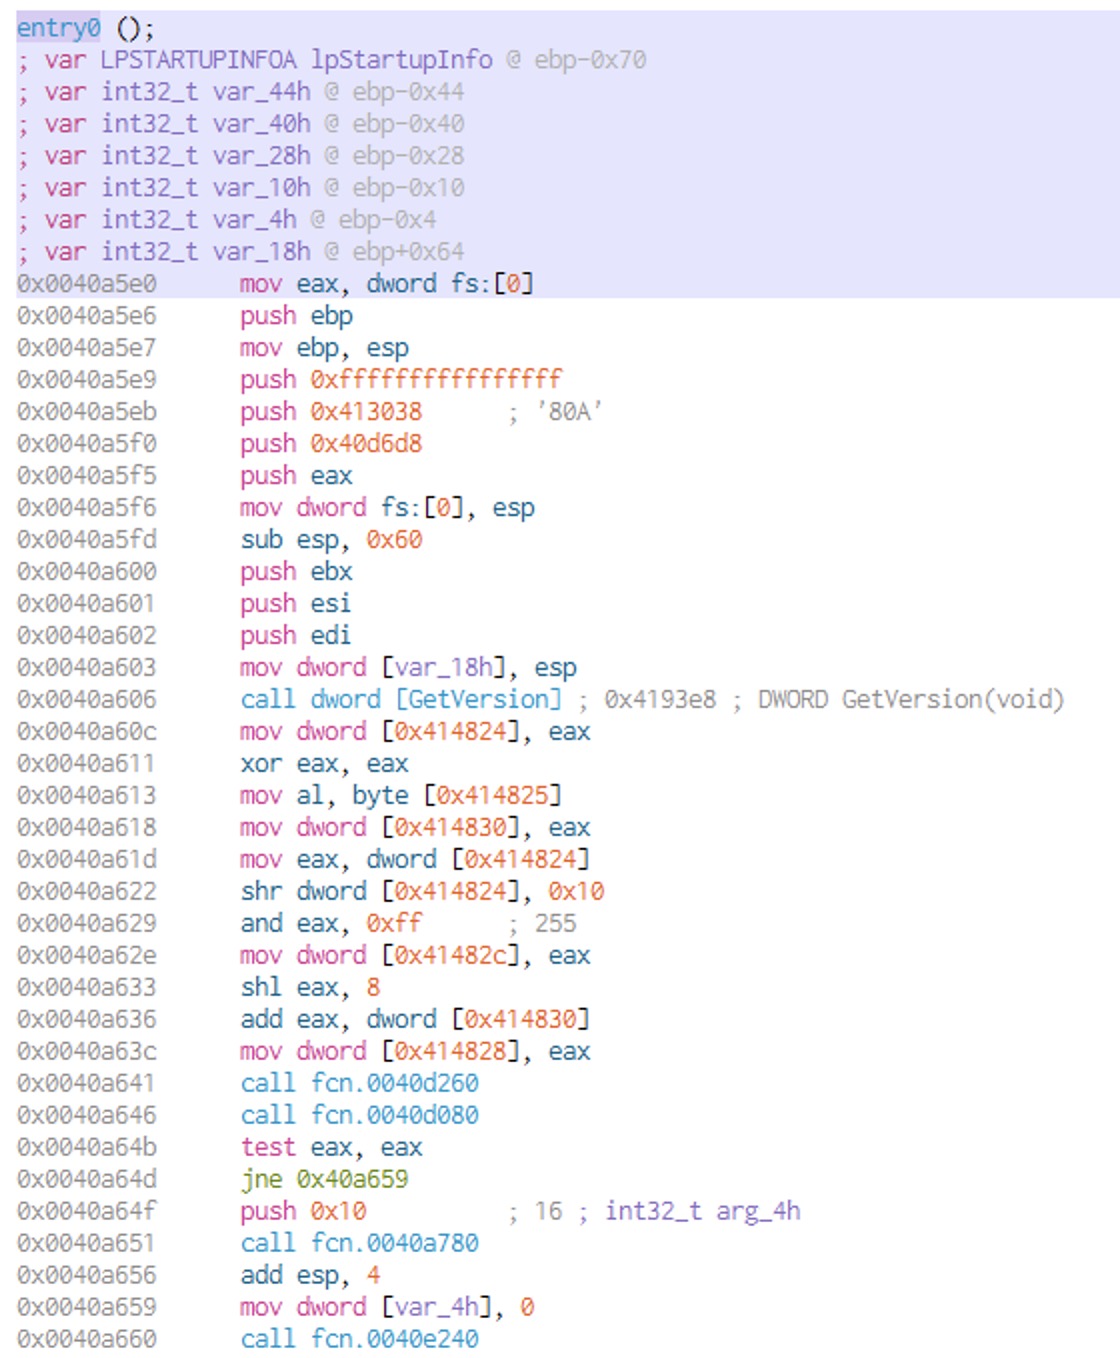 entry0 ();
; var LPSTARTUPINFOA lpStartupInfo @ ebp-0x70
; var int32_t var_44h @ ebp-0x44
; var int32_t var_40h @ ebp-0x40
; var int32_t var_28h @ ebp-0x28
; var int32_t var_10h @ ebp-0x10
; var int32_t var_4h @ ebp-0x4
; var int32_t var_18h @ ebp+0x64
0x0040a5e0 mov eax, dword fs:[0]
0x0040a5e6 push ebp
0x0040a5e7 mov ebp, esp
0x0040a5e9 push 0xffffffffffffffff
0x0040a5eb push 0x413038 ; '80A'
0x0040a5f0 push 0x40d6d8
0x0040a5f5 push eax
0x0040a5f6 mov dword fs:[0], esp
0x0040a5fd sub esp, 0x60
0x0040a600 push ebx
0x0040a601 push esi
0x0040a602 push edi
0x0040a603 mov dword [var_18h], esp
0x0040a606 call dword [GetVersion] ; 0x4193e8 ; DWORD GetVersion(void)
0x0040a60c mov dword [0x414824], eax
0x0040a611 xor eax, eax
0x0040a613 mov al, byte [0x414825]
0x0040a618 mov dword [0x414830], eax
0x0040a61d mov eax, dword [0x414824]
0x0040a622 shr dword [0x414824], 0x10
0x0040a629 and eax, 0xff ; 255
0x0040a62e mov dword [0x41482c], eax
0x0040a633 shl eax, 8
0x0040a636 add eax, dword [0x414830]
0x0040a63c mov dword [0x414828], eax
0x0040a641 call fcn.0040d260
0x0040a646 call fcn.0040d080
0x0040a64b test eax, eax
0x0040a64d jne 0x40a659
0x0040a64f push 0x10 ; 16 ; int32_t arg_4h
0x0040a651 call fcn.0040a780
0x0040a656 add esp, 4
0x0040a659 mov dword [var_4h], 0
0x0040a660 call fcn.0040e240